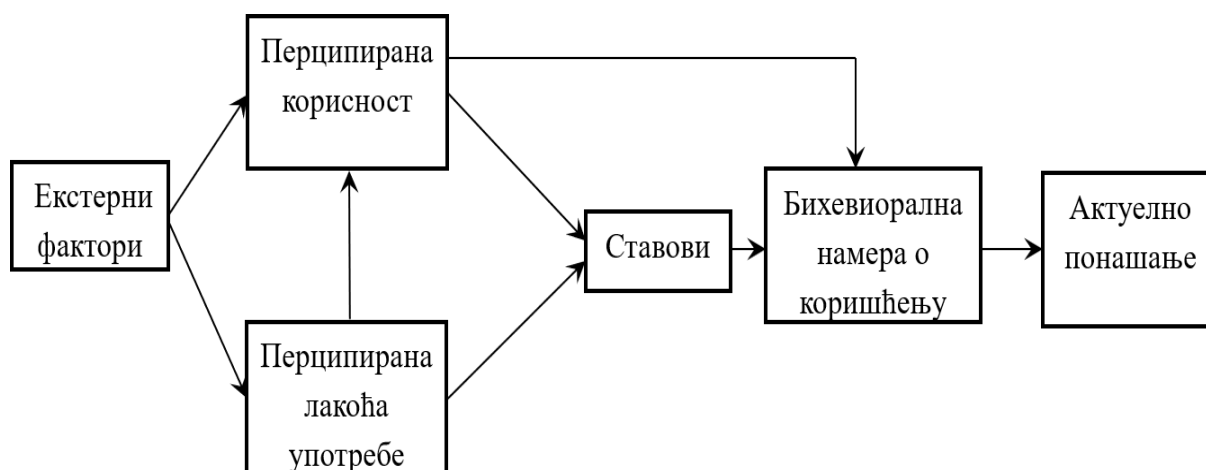 Перципирана
корисност
Екстерни
фактори
Перципирана
лакоћа
употребе
Ставови
Бихевиорална
намера о
коришћењу
Актуелно
понашање